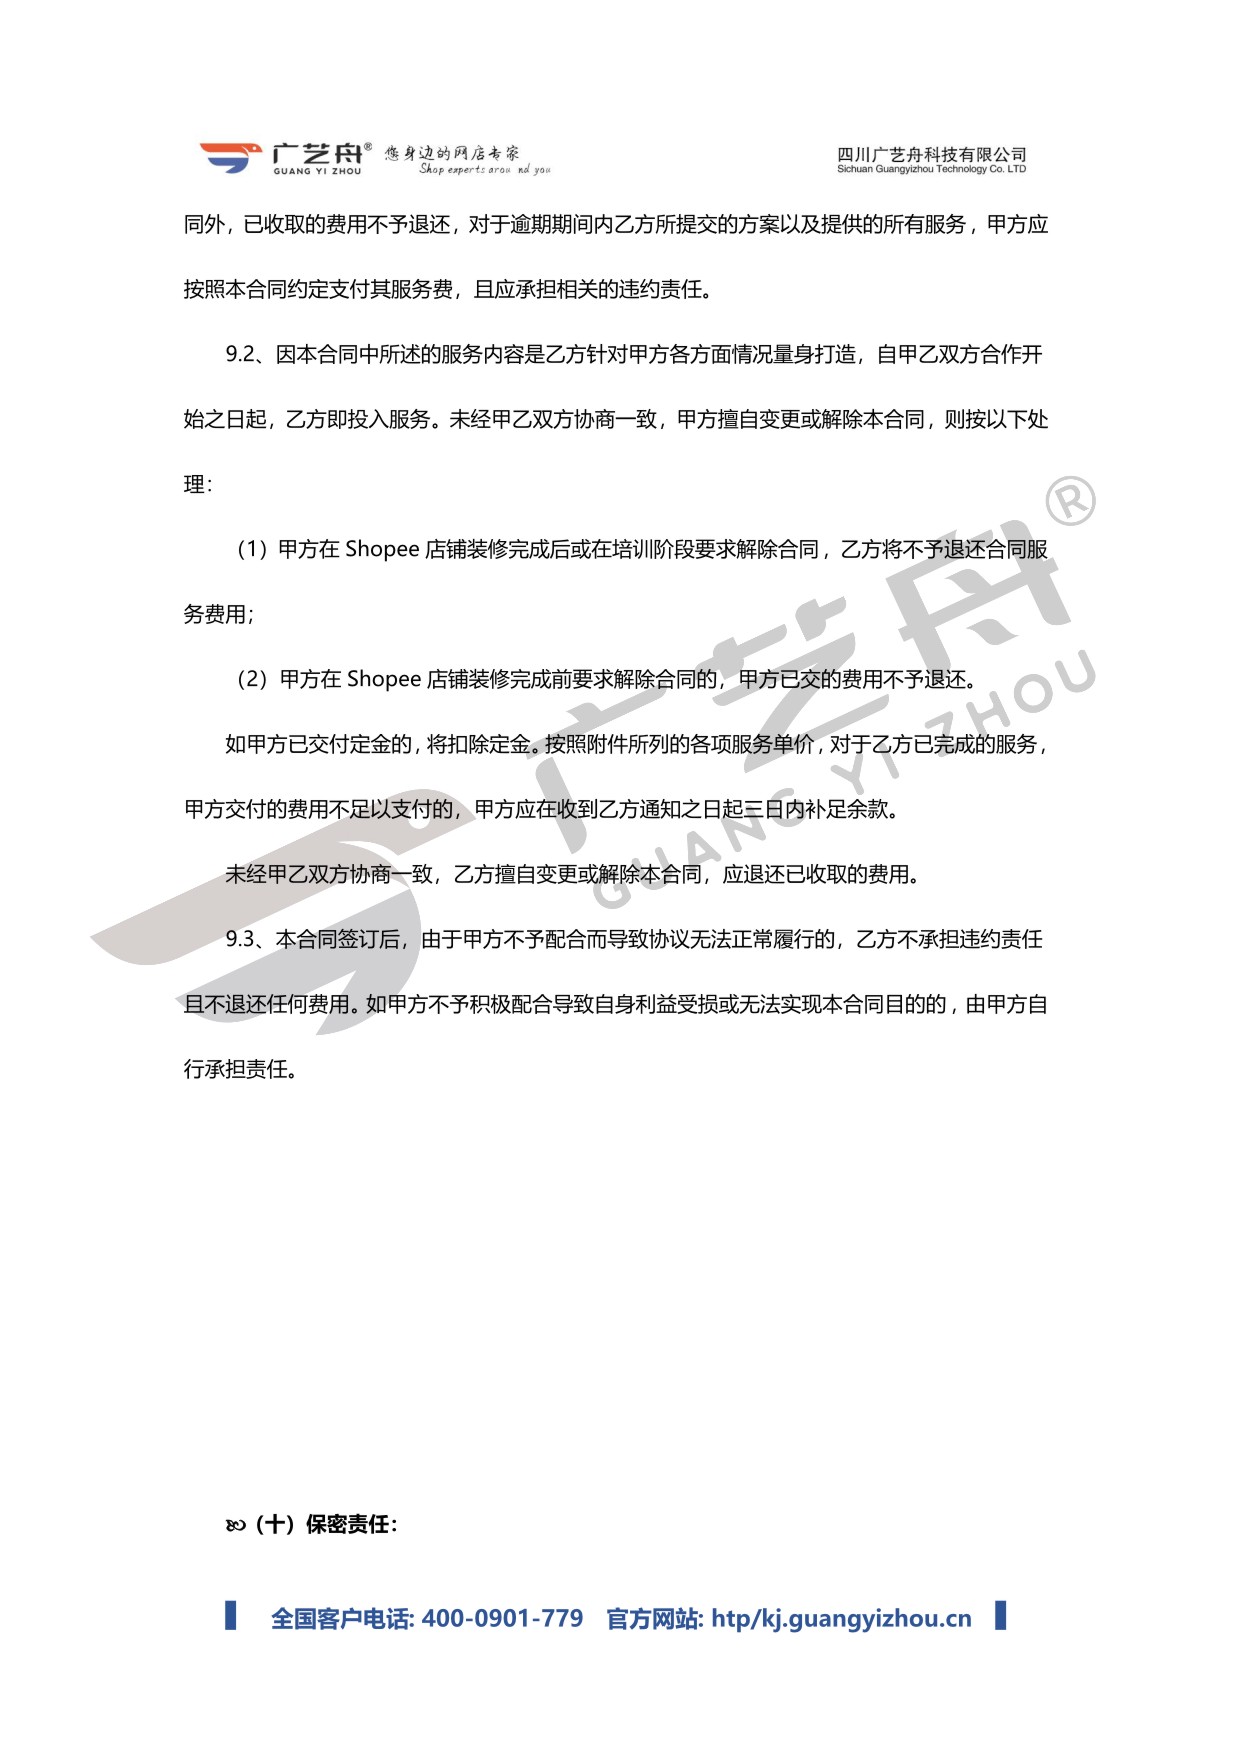 广艺舟® 您身边的网店专家 四川广艺舟科技有限公司
GUANG YI ZHOU Shop experts arou nd you Sichuan Guangyizhou Technology Co. LTD
同外，已收取的费用不予退还，对于逾期期间内乙方所提交的方案以及提供的所有服务，甲方应
按照本合同约定支付其服务费，且应承担相关的违约责任。
9.2、因本合同中所述的服务内容是乙方针对甲方各方面情况量身打造，自甲乙双方合作开
始之日起，乙方即投入服务。未经甲乙双方协商一致，甲方擅自变更或解除本合同，则按以下处
理：
（1）甲方在 Shopee 店铺装修完成后或在培训阶段要求解除合同，乙方将不予退还合同服
务费用；
（2）甲方在 Shopee 店铺装修完成前要求解除合同的，甲方已交的费用不予退还。
如甲方已交付定金的，将扣除定金。按照附件所列的各项服务单价，对于乙方已完成的服务，
甲方交付的费用不足以支付的，甲方应在收到乙方通知之日起三日内补足余款。
未经甲乙双方协商一致，乙方擅自变更或解除本合同，应退还已收取的费用。
9.3、本合同签订后，由于甲方不予配合而导致协议无法正常履行的，乙方不承担违约责任
且不退还任何费用。如甲方不予积极配合导致自身利益受损或无法实现本合同目的的，由甲方自
行承担责任。
广艺舟®
GUANG YI ZHOU
（十）保密责任：
全国客户电话: 400-0901-779 官方网站: htp/kj.guangyizhou.cn